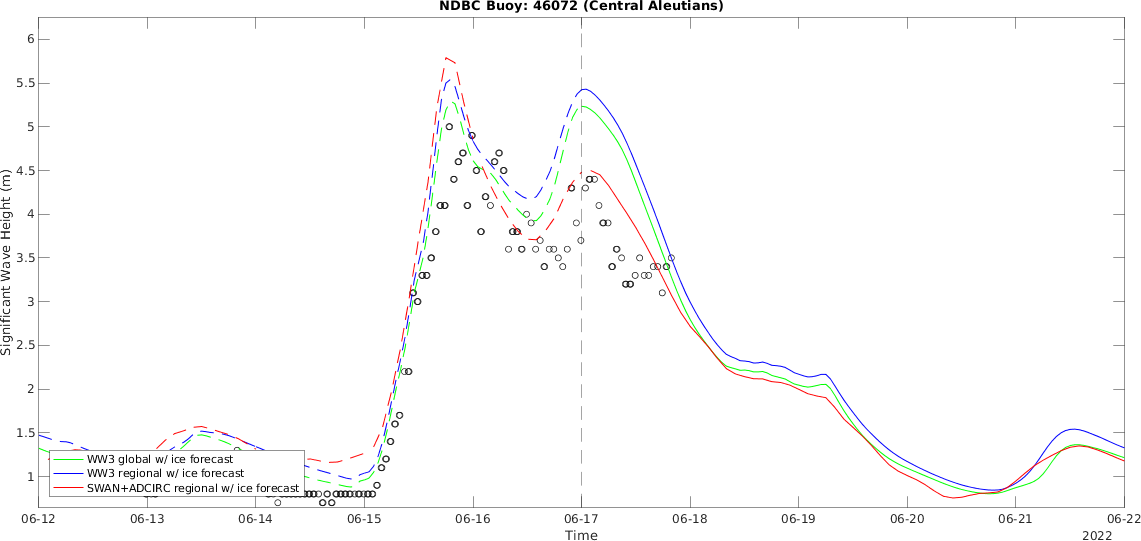 NDBC Buoy: 46072 (Central Aleutians)
6
5.5
5
4.5
4
3.5
3
2.5
2
1.5
1
Significant Wave Height (m)
WW3 global w/ ice forecast
WW3 regional w/ ice forecast
SWAN+ADCIRC regional w/ ice forecast
06-12 06-13 06-14 06-15 06-16 06-17 06-18 06-19 06-20 06-21 06-22
Time
2022